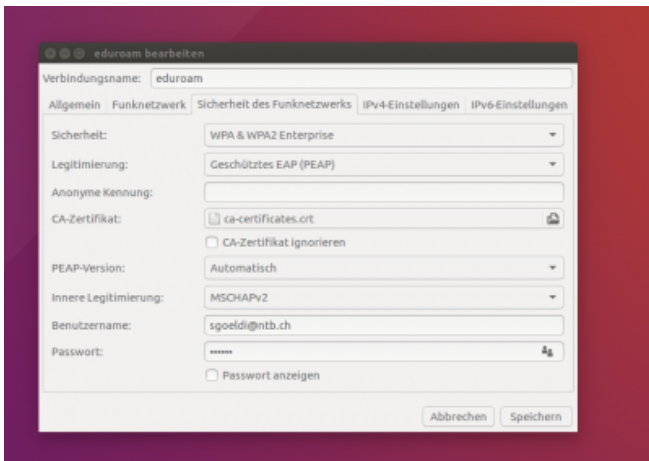 eduroam bearbeiten
Verbindungsname: eduroam
Allgemein Funknetzwerk Sicherheit des Funknetzwerks IPv4-Einstellungen IPv6-Einstellungen
Sicherheit: WPA & WPA2 Enterprise
Legitimierung: Geschütztes EAP (PEAP)
Anonyme Kennung:
CA-Zertifikat: ca-certificates.crt
CA-Zertifikat ignorieren
PEAP-Version: Automatisch
Innere Legitimierung: MSCHAPv2
Benutzername: sgoeldi@ntb.ch
Passwort: ••••••
Passwort anzeigen
Abbrechen Speichern